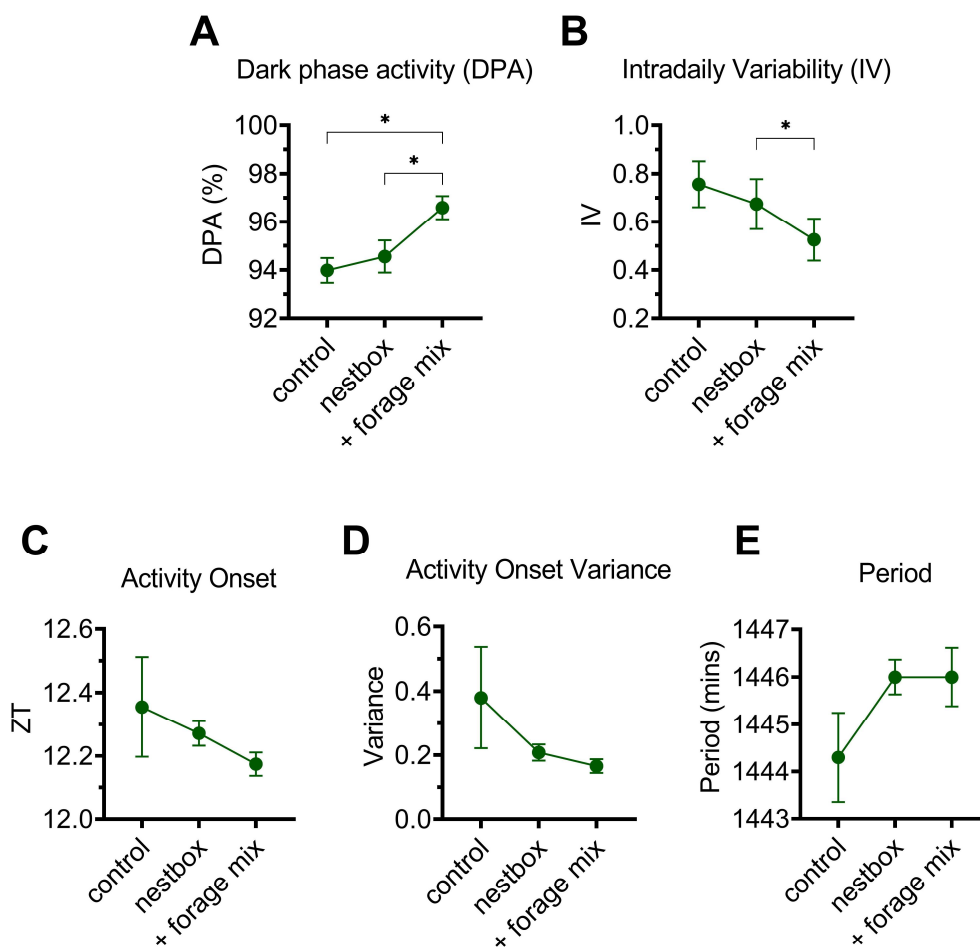 A
Dark phase activity (DPA)
100
98
96
94
92
DPA (%)
*
*
control
nestbox
+ forage mix
B
Intradaily Variability (IV)
1.0
0.8
0.6
0.4
0.2
IV
*
control
nestbox
+ forage mix
C
Activity Onset
12.6
12.4
12.2
12.0
ZT
control
nestbox
+ forage mix
D
Activity Onset Variance
0.6
0.4
0.2
0.0
Variance
control
nestbox
+ forage mix
E
Period
1447
1446
1445
1444
1443
Period (mins)
control
nestbox
+ forage mix